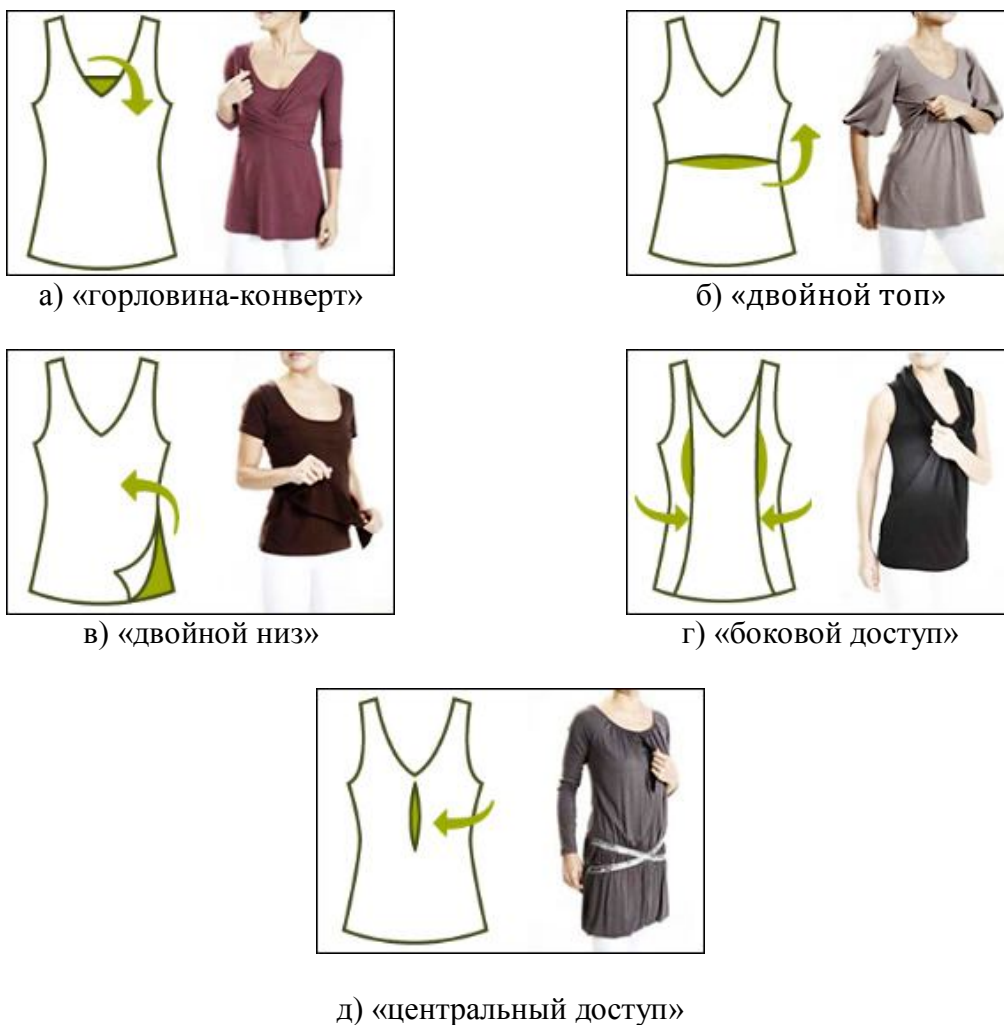 а) «горловина-конверт»
б) «двойной топ»
в) «двойной низ»
г) «боковой доступ»
д) «центральный доступ»